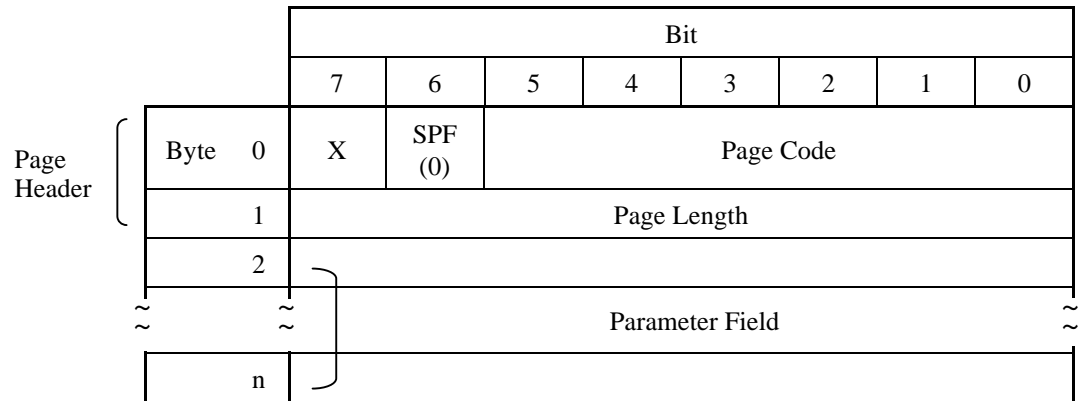 Bit
7 6 5 4 3 2 1 0
Page
Header
Byte 0 X SPF
(0) Page Code
1 Page Length
2
~ ~ ~
~ ~ Parameter Field ~
n